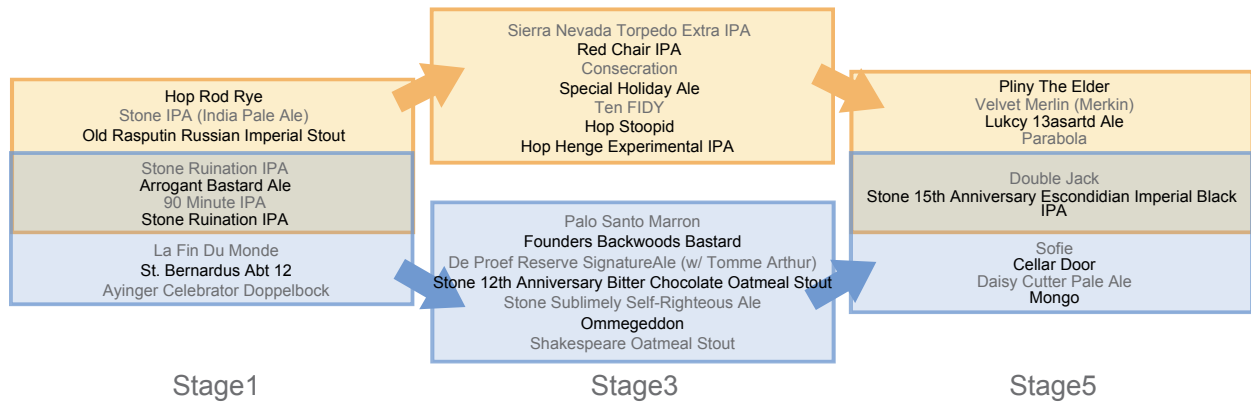 Hop Rod Rye
Stone IPA (India Pale Ale)
Old Rasputin Russian Imperial Stout
Stone Ruination IPA
Arrogant Bastard Ale
90 Minute IPA
Stone Ruination IPA
La Fin Du Monde
St. Bernardus Abt 12
Ayinger Celebrator Doppelbock
Stage1
Sierra Nevada Torpedo Extra IPA
Red Chair IPA
Consecration
Special Holiday Ale
Ten FIDY
Hop Stoopid
Hop Henge Experimental IPA
Palo Santo Marron
Founders Backwoods Bastard
De Proef Reserve SignatureAle (w/ Tomme Arthur)
Stone 12th Anniversary Bitter Chocolate Oatmeal Stout
Stone Sublimely Self-Righteous Ale
Ommegeddon
Shakespeare Oatmeal Stout
Stage3
Pliny The Elder
Velvet Merlin (Merkin)
Lukcy 13asartd Ale
Parabola
Double Jack
Stone 15th Anniversary Escondidian Imperial Black
IPA
Sofie
Cellar Door
Daisy Cutter Pale Ale
Mongo
Stage5